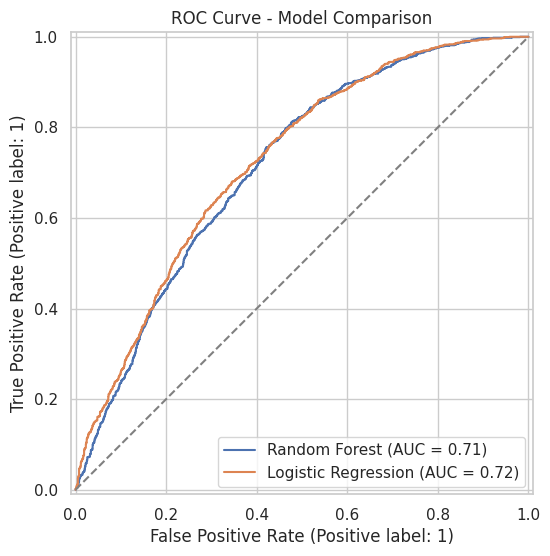 ROC Curve - Model Comparison
1.0
0.8
0.6
0.4
0.2
0.0
True Positive Rate (Positive label: 1)
Random Forest (AUC = 0.71)
Logistic Regression (AUC = 0.72)
0.0 0.2 0.4 0.6 0.8 1.0
False Positive Rate (Positive label: 1)